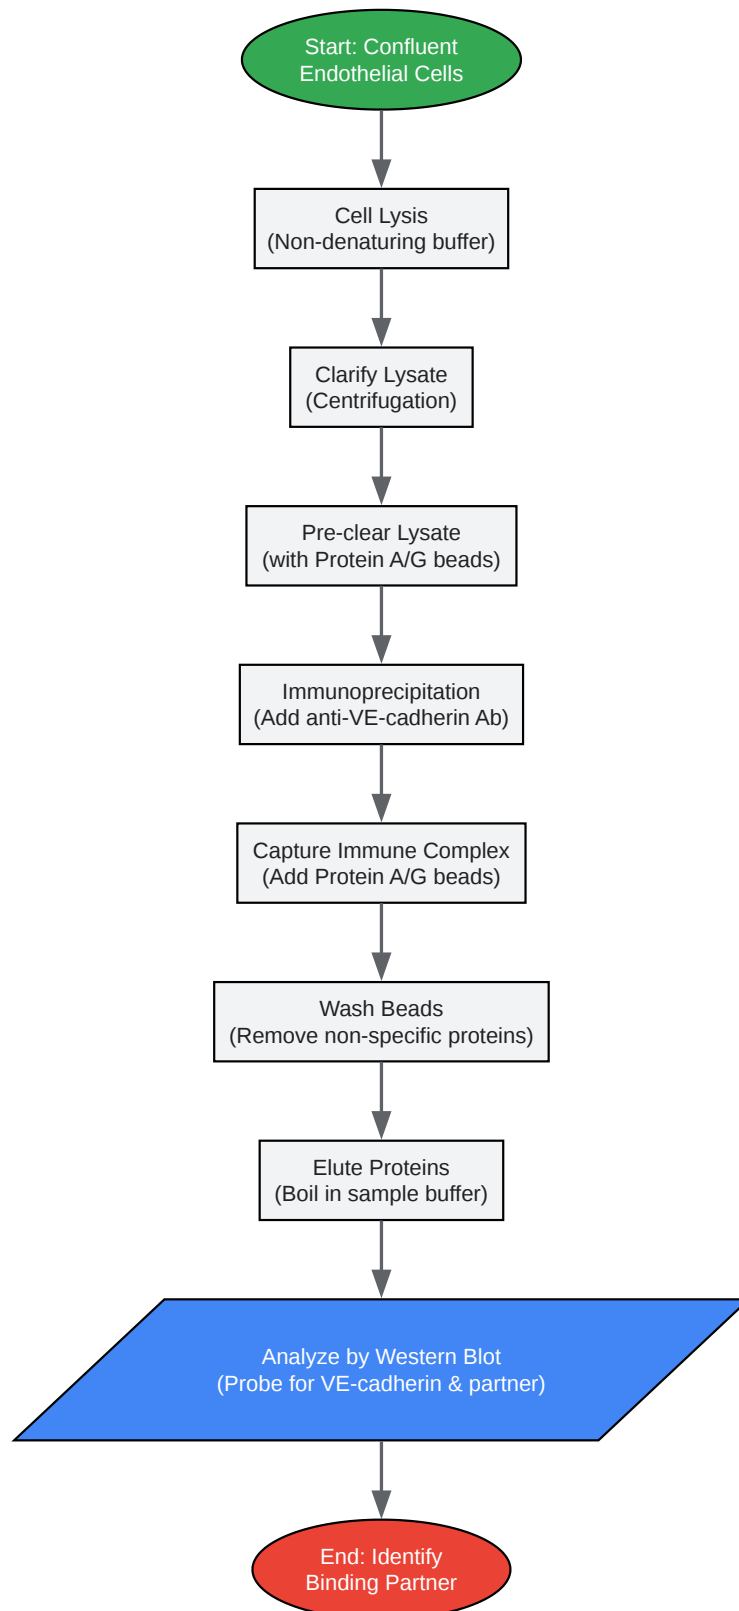 Start: Confluent
Endothelial Cells
Cell Lysis
(Non-denaturing buffer)
Clarify Lysate
(Centrifugation)
Pre-clear Lysate
(with Protein A/G beads)
Immunoprecipitation
(Add anti-VE-cadherin Ab)
Capture Immune Complex
(Add Protein A/G beads)
Wash Beads
(Remove non-specific proteins)
Elute Proteins
(Boil in sample buffer)
Analyze by Western Blot
(Probe for VE-cadherin & partner)
End: Identify
Binding Partner